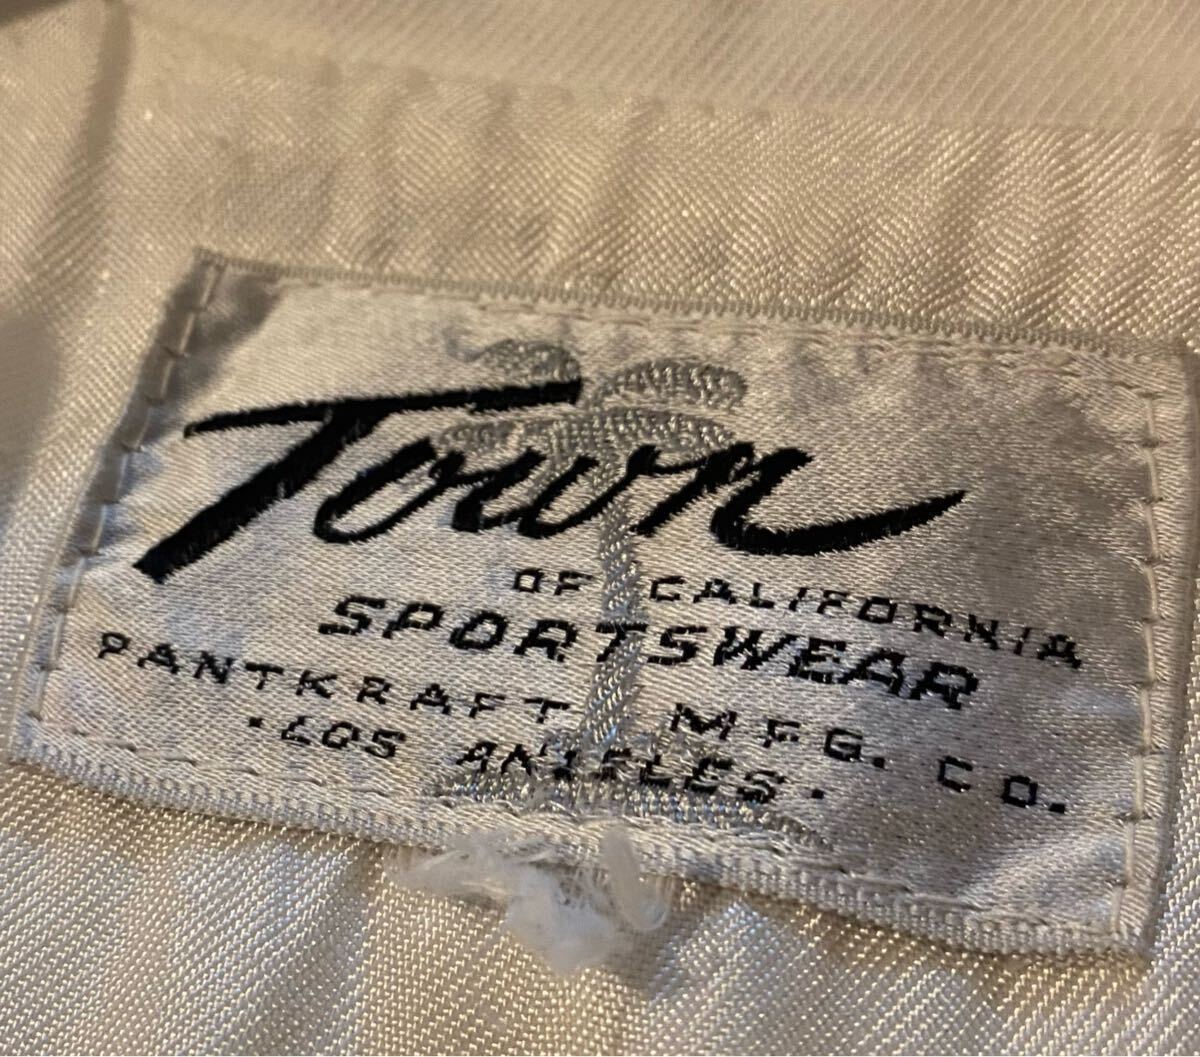 Town
OF CALIFORNIA
SPORTSWEAR
PANTKRAFT MFG. CO.
·LOS ANGELES·